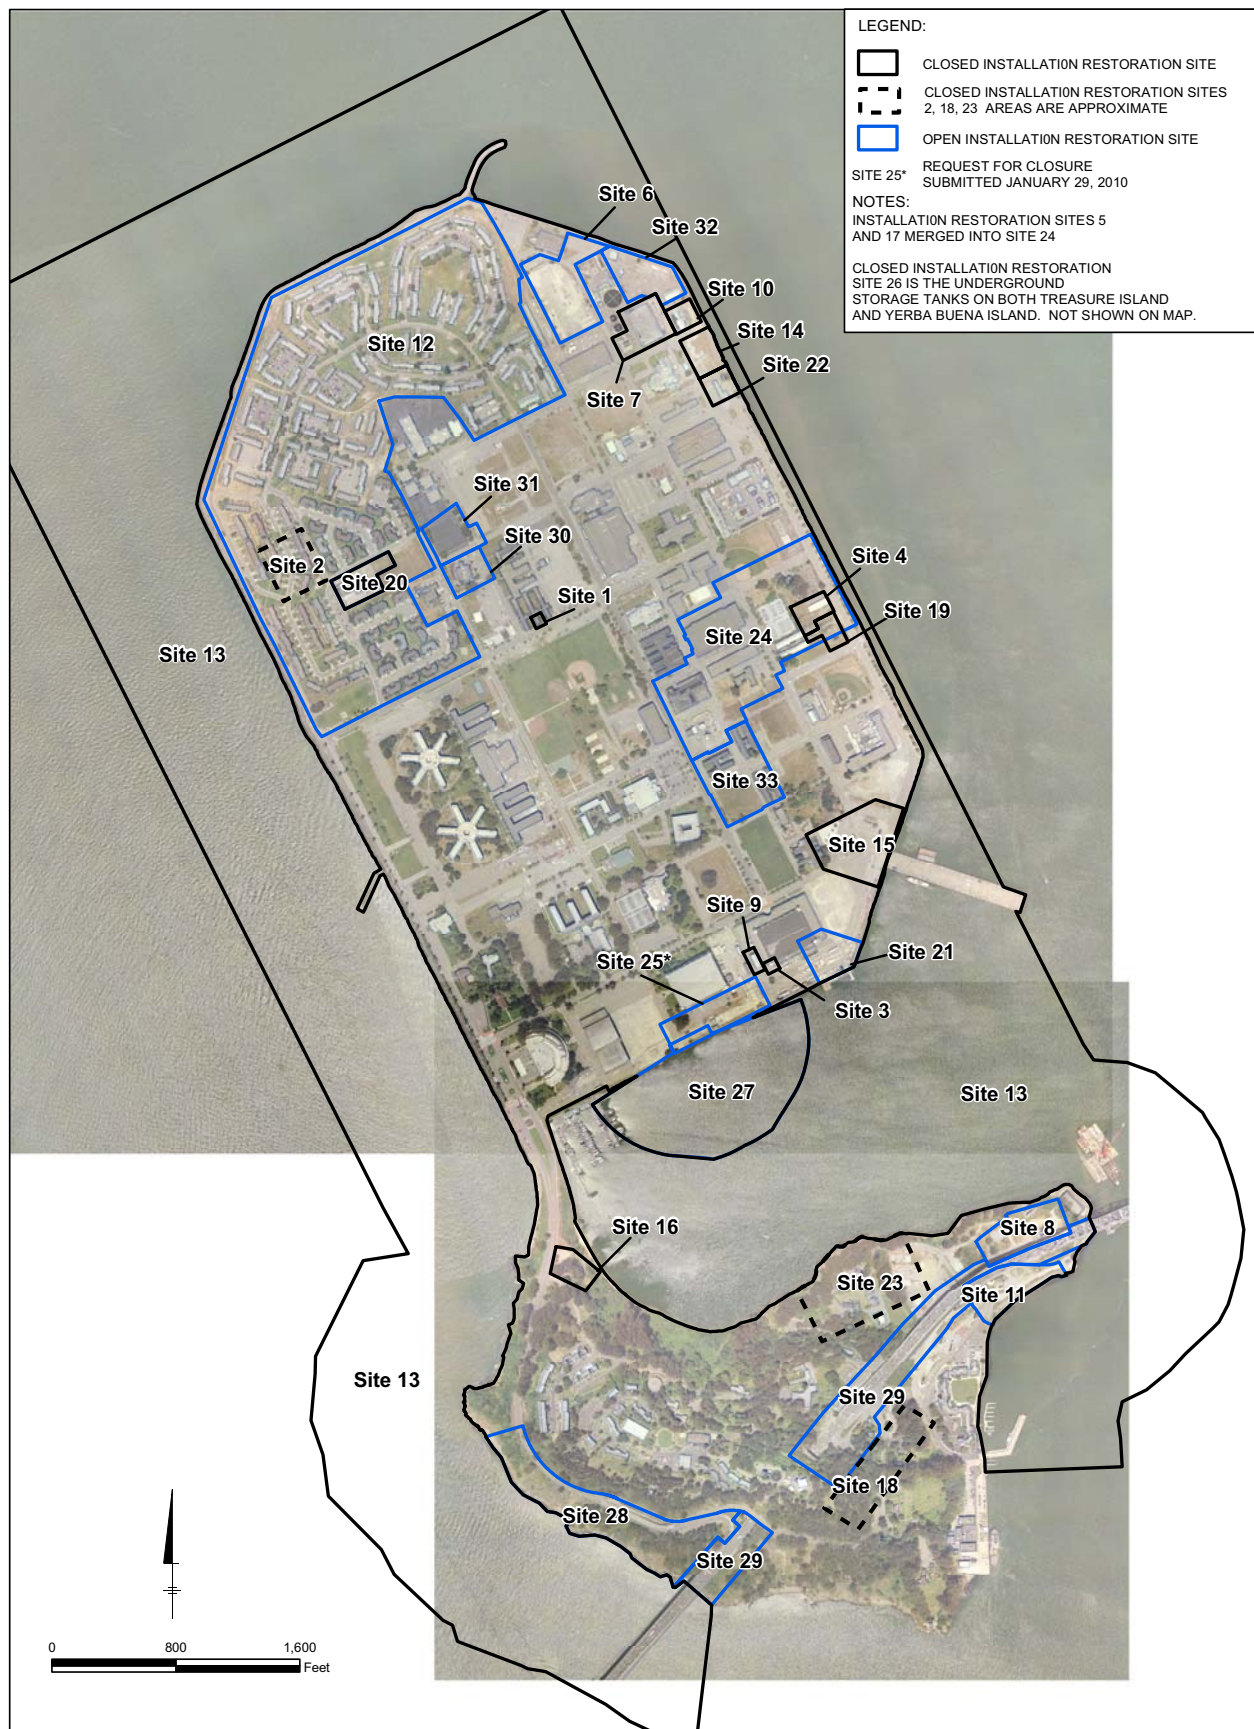 LEGEND:
CLOSED INSTALLATI0N RESTORATION SITE
CLOSED INSTALLATI0N RESTORATION SITES
2, 18, 23 AREAS ARE APPROXIMATE
OPEN INSTALLATI0N RESTORATION SITE
SITE 25*
REQUEST FOR CLOSURE
SUBMITTED JANUARY 29, 2010
NOTES:
INSTALLATI0N RESTORATION SITES 5
AND 17 MERGED INTO SITE 24
CLOSED INSTALLATI0N RESTORATION
SITE 26 IS THE UNDERGROUND
STORAGE TANKS ON BOTH TREASURE ISLAND
AND YERBA BUENA ISLAND. NOT SHOWN ON MAP.
Site 6
Site 32
Site 10
Site 14
Site 12
Site 22
Site 7
Site 31
Site 30
Site 4
Site 2
Site 20
Site 1
Site 19
Site 24
Site 13
Site 33
Site 15
Site 9
Site 21
Site 25*
Site 3
Site 27
Site 13
Site 16
Site 8
Site 23
Site 11
Site 13
Site 29
Site 18
Site 28
Site 29
0 800 1,600
Feet